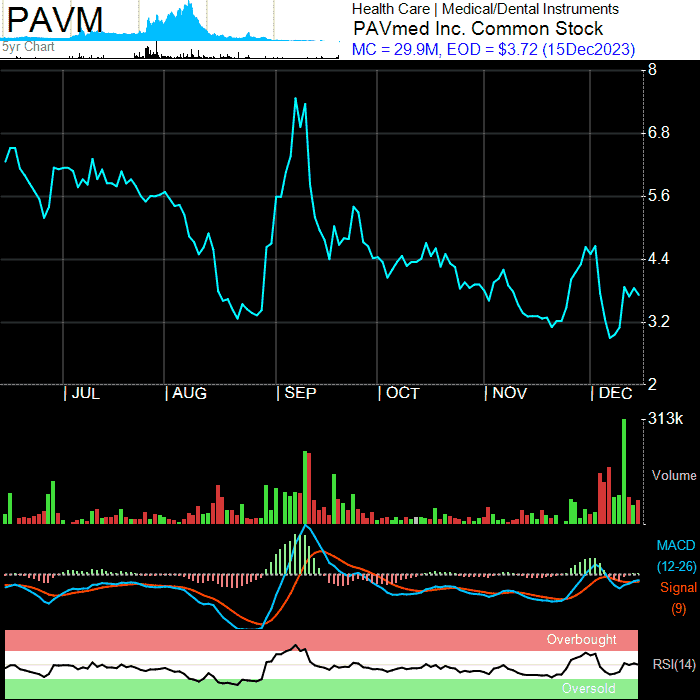 PAVM
5yr Chart
Health Care | Medical/Dental Instruments
PAVmed Inc. Common Stock
MC = 29.9M, EOD = $3.72 (15Dec2023)
8
6.8
5.6
4.4
3.2
2
JUL
AUG
SEP
OCT
NOV
DEC
313k
Volume
MACD
(12-26)
Signal
(9)
Overbought
RSI(14)
Oversold